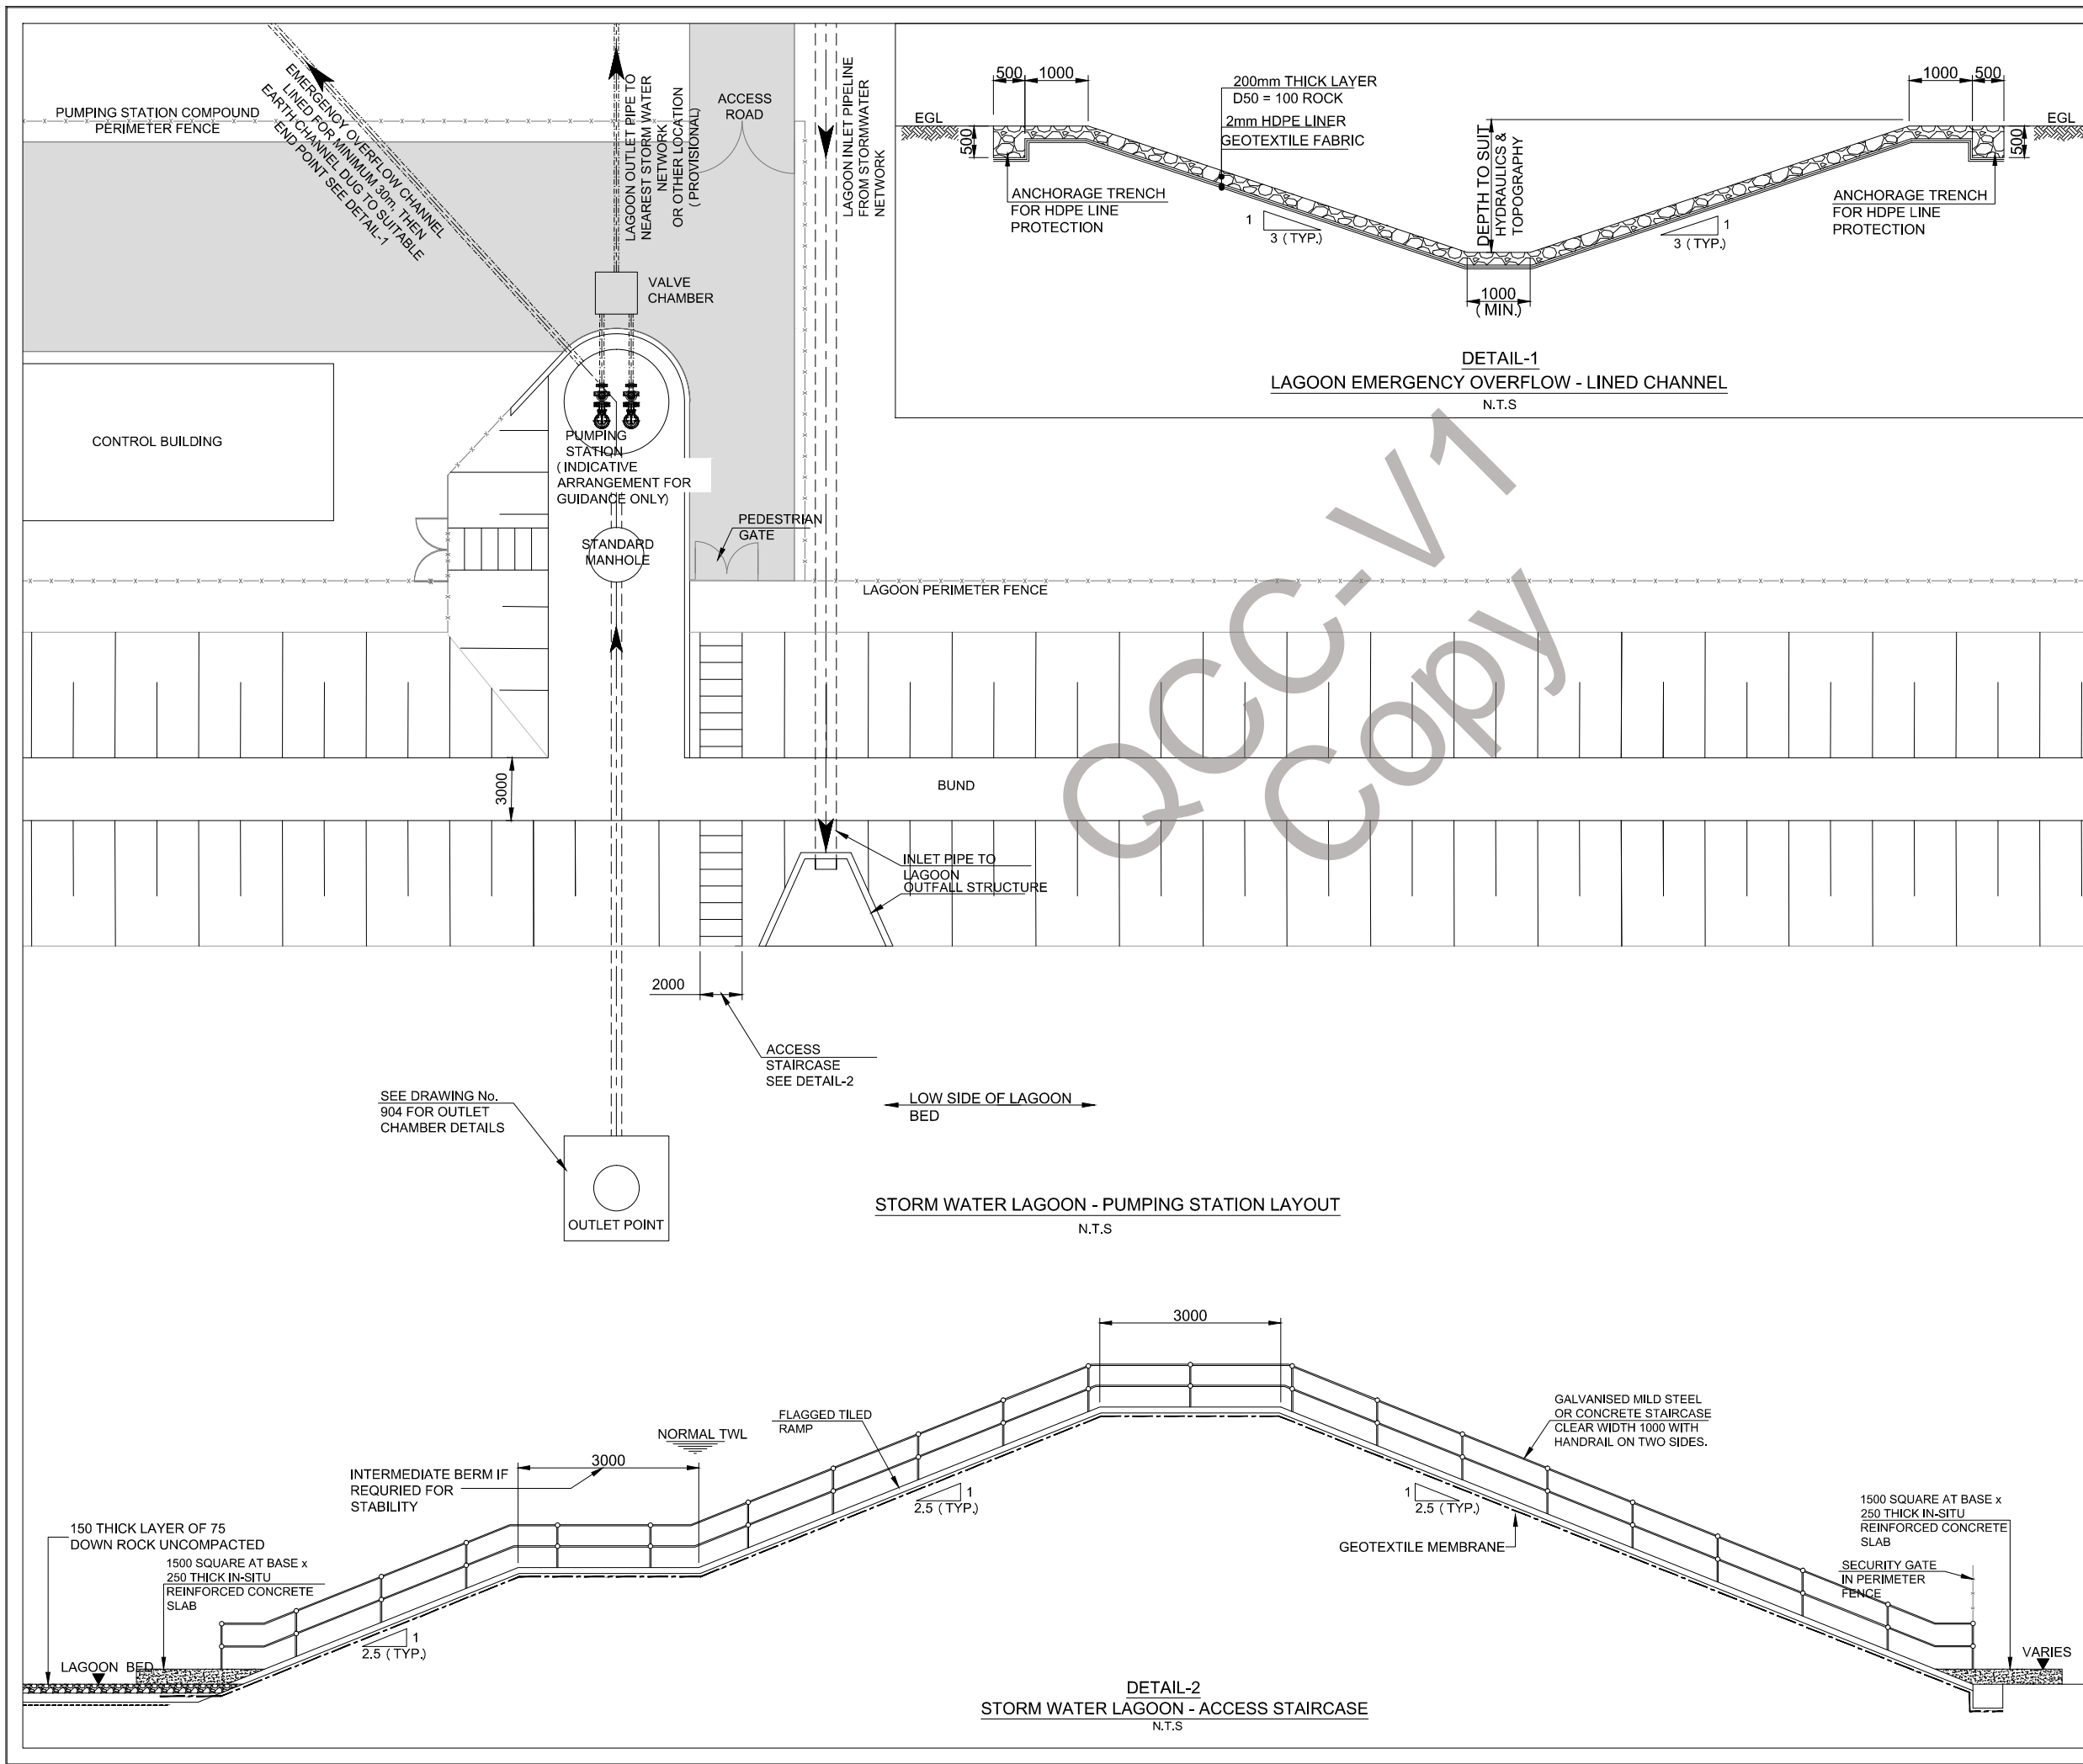 PUMPING STATION COMPOUND
PERIMETER FENCE
EMERGENCY OVERFLOW CHANNEL
LINED FOR MINIMUM 30m, THEN
EARTH CHANNEL DUG TO SUITABLE
END POINT SEE DETAIL-1
LAGOON OUTLET PIPE TO
NEAREST STORM WATER
NETWORK
OR OTHER LOCATION
(PROVISIONAL)
ACCESS
ROAD
LAGOON INLET PIPELINE
FROM STORMWATER
NETWORK
VALVE
CHAMBER
CONTROL BUILDING
PUMPING
STATION
(INDICATIVE
ARRANGEMENT FOR
GUIDANCE ONLY)
STANDARD
MANHOLE
PEDESTRIAN
GATE
LAGOON PERIMETER FENCE
500
1000
200mm THICK LAYER
D50 = 100 ROCK
2mm HDPE LINER
GEOTEXTILE FABRIC
1000
500
EGL
500
EGL
500
ANCHORAGE TRENCH
FOR HDPE LINE
PROTECTION
1
3 (TYP.)
DEPTH TO SUIT
HYDRAULICS &
TOPOGRAPHY
1
3 (TYP.)
ANCHORAGE TRENCH
FOR HDPE LINE
PROTECTION
1000
(MIN.)
DETAIL-1
LAGOON EMERGENCY OVERFLOW - LINED CHANNEL
N.T.S
QCC-V1
Copy
3000
BUND
INLET PIPE TO
LAGOON
OUTFALL STRUCTURE
2000
ACCESS
STAIRCASE
SEE DETAIL-2
SEE DRAWING No.
904 FOR OUTLET
CHAMBER DETAILS
LOW SIDE OF LAGOON
BED
OUTLET POINT
STORM WATER LAGOON - PUMPING STATION LAYOUT
N.T.S
3000
FLAGGED TILED
RAMP
NORMAL TWL
3000
INTERMEDIATE BERM IF
REQURIED FOR
STABILITY
GALVANISED MILD STEEL
OR CONCRETE STAIRCASE
CLEAR WIDTH 1000 WITH
HANDRAIL ON TWO SIDES.
1
2.5 (TYP.)
1
2.5 (TYP.)
GEOTEXTILE MEMBRANE
150 THICK LAYER OF 75
DOWN ROCK UNCOMPACTED
1500 SQUARE AT BASE x
250 THICK IN-SITU
REINFORCED CONCRETE
SLAB
1500 SQUARE AT BASE x
250 THICK IN-SITU
REINFORCED CONCRETE
SLAB
SECURITY GATE
IN PERIMETER
FENCE
1
2.5 (TYP.)
LAGOON BED
VARIES
DETAIL-2
STORM WATER LAGOON - ACCESS STAIRCASE
N.T.S